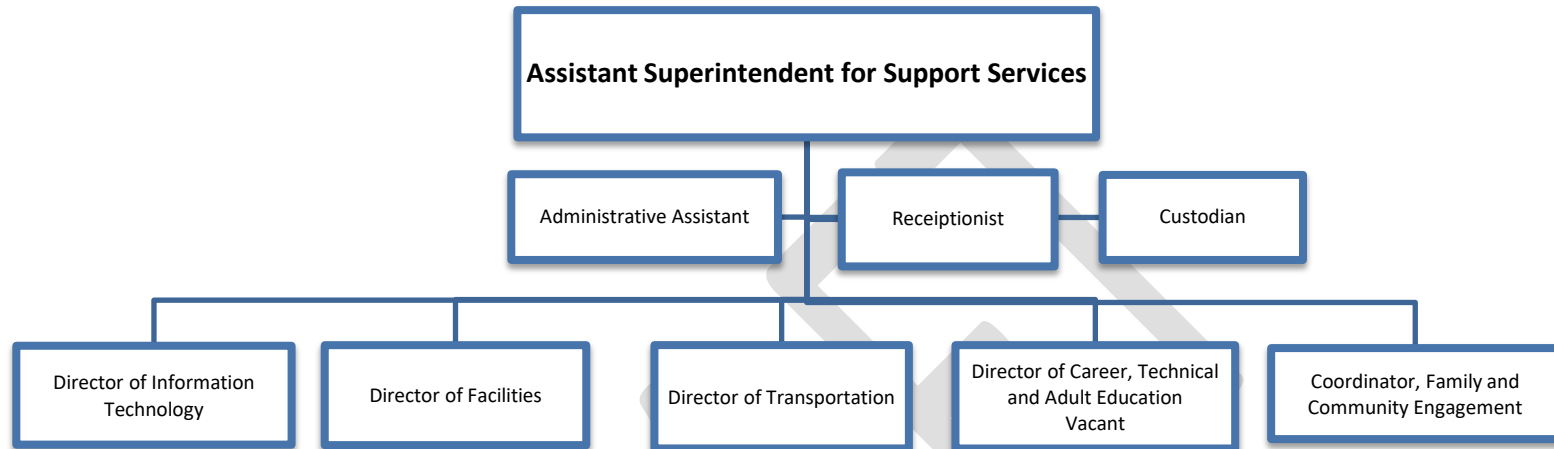 Assistant Superintendent for Support Services
Administrative Assistant
Receiptionist
Custodian
Director of Information
Technology
Director of Facilities
Director of Transportation
Director of Career, Technical
and Adult Education
Vacant
Coordinator, Family and
Community Engagement